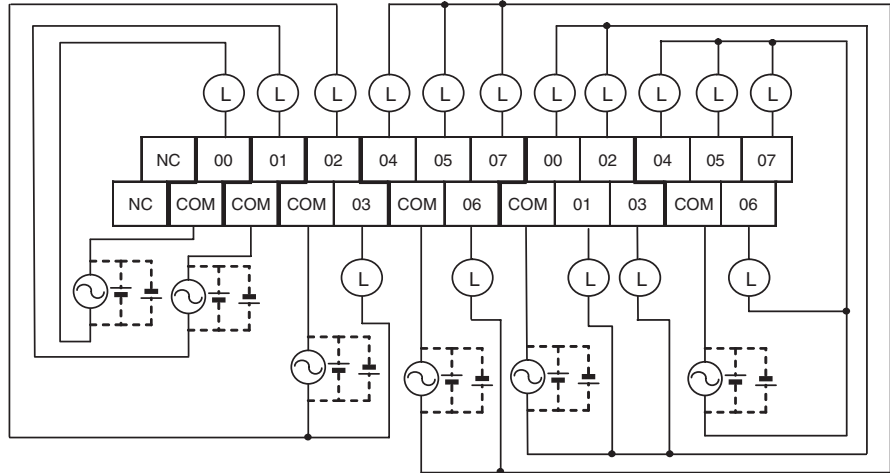 L L L L L L L L L L L
NC 00 01 02 04 05 07 00 02 04 05 07
NC COM COM COM 03 COM 06 COM 01 03 COM 06
L L L L L